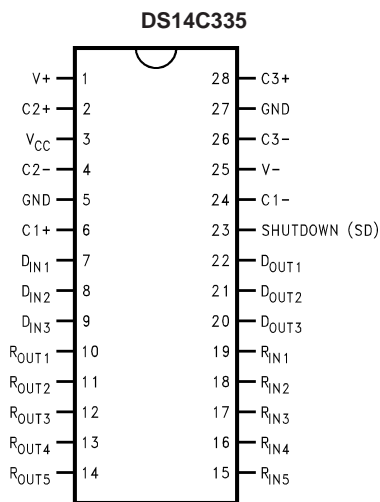 DS14C335
V+ 1 28 C3+
C2+ 2 27 GND
VCC 3 26 C3-
C2- 4 25 V-
GND 5 24 C1-
C1+ 6 23 SHUTDOWN (SD)
DIN1 7 22 DOUT1
DIN2 8 21 DOUT2
DIN3 9 20 DOUT3
ROUT1 10 19 RIN1
ROUT2 11 18 RIN2
ROUT3 12 17 RIN3
ROUT4 13 16 RIN4
ROUT5 14 15 RIN5